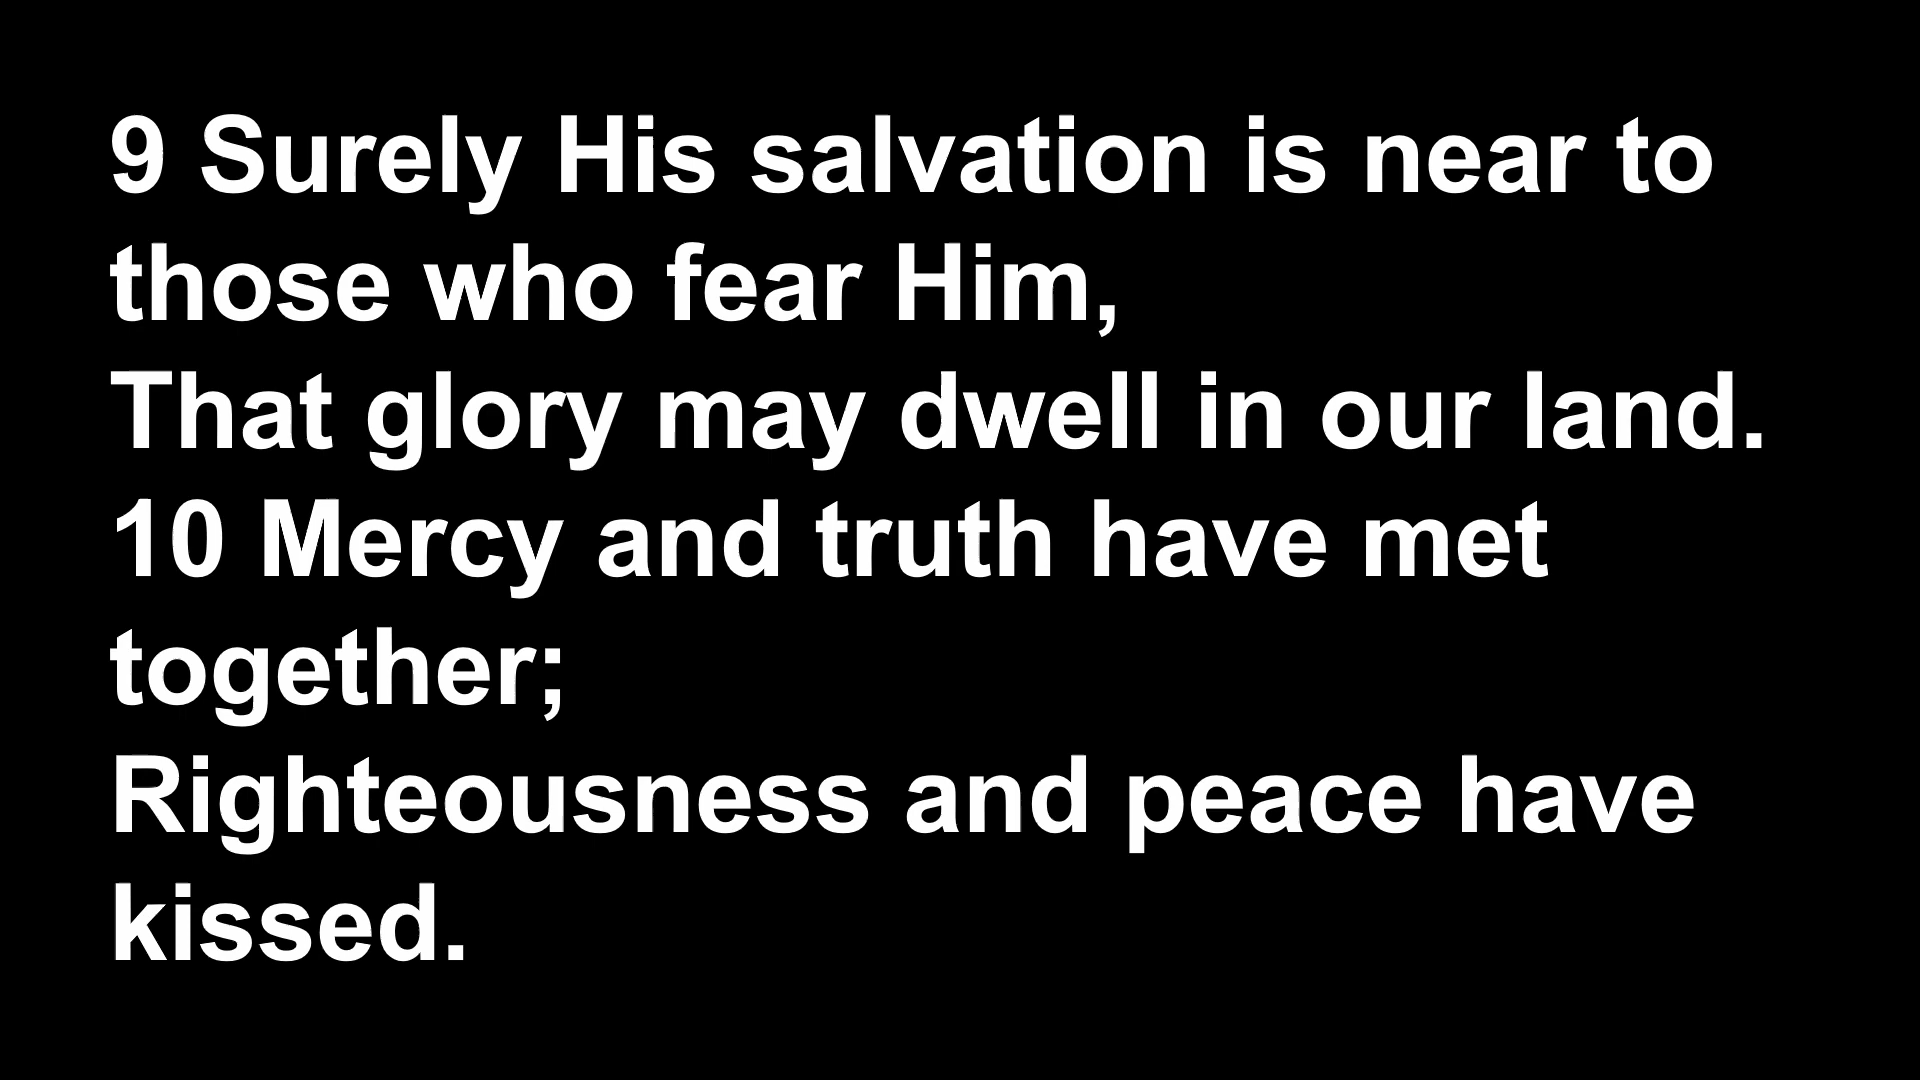 9 Surely His salvation is near to
those who fear Him,
That glory may dwell in our land.
10 Mercy and truth have met
together;
Righteousness and peace have
kissed.